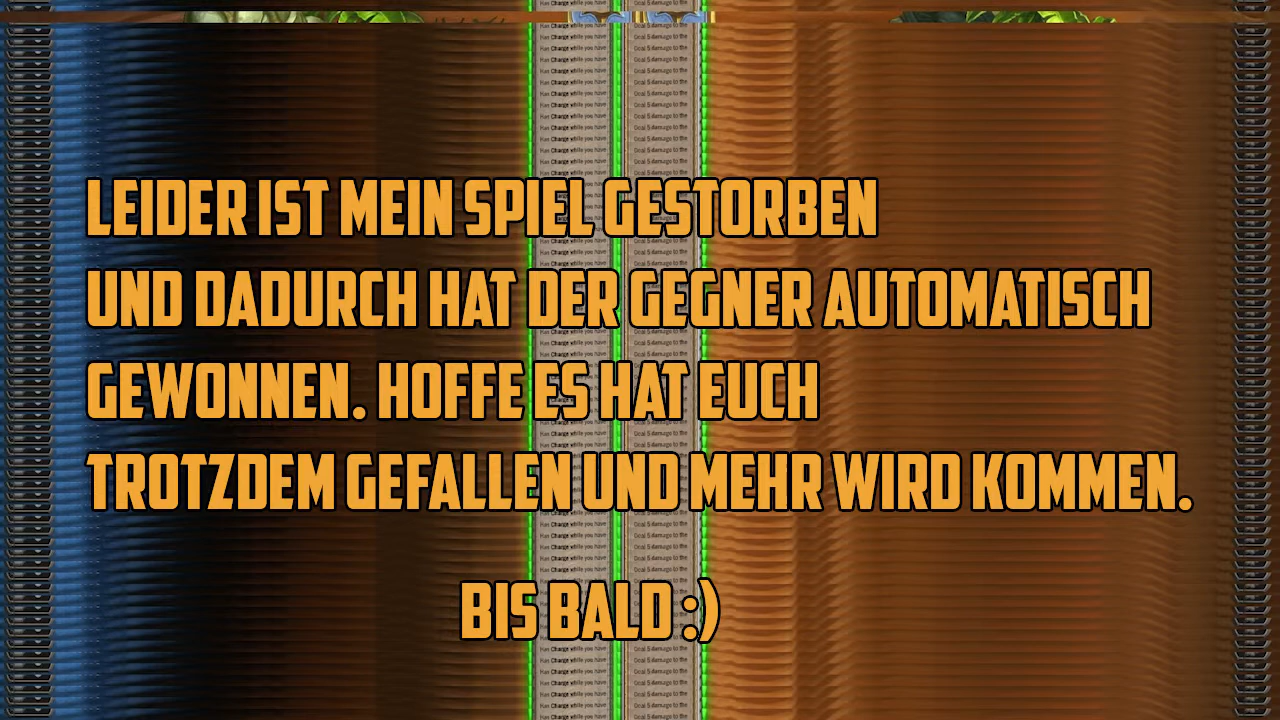 LEIDER IST MEIN SPIEL GESTORBEN
UND DADURCH HAT DER GEGNER AUTOMATISCH
GEWONNEN. HOFFE ES HAT EUCH
TROTZDEM GEFALLEN UND MEHR WIRD KOMMEN.
BIS BALD :)